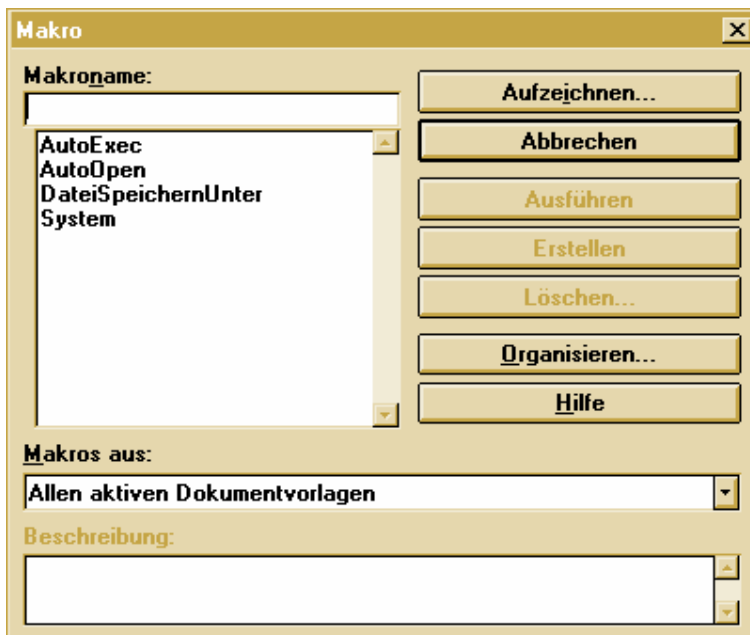 Makro
Makroname:
Aufzeichnen...
Abbrechen
AutoExec
AutoOpen
DateiSpeichernUnter
System
Ausführen
Erstellen
Löschen...
Organisieren...
Hilfe
Makros aus:
Allen aktiven Dokumentvorlagen
Beschreibung: